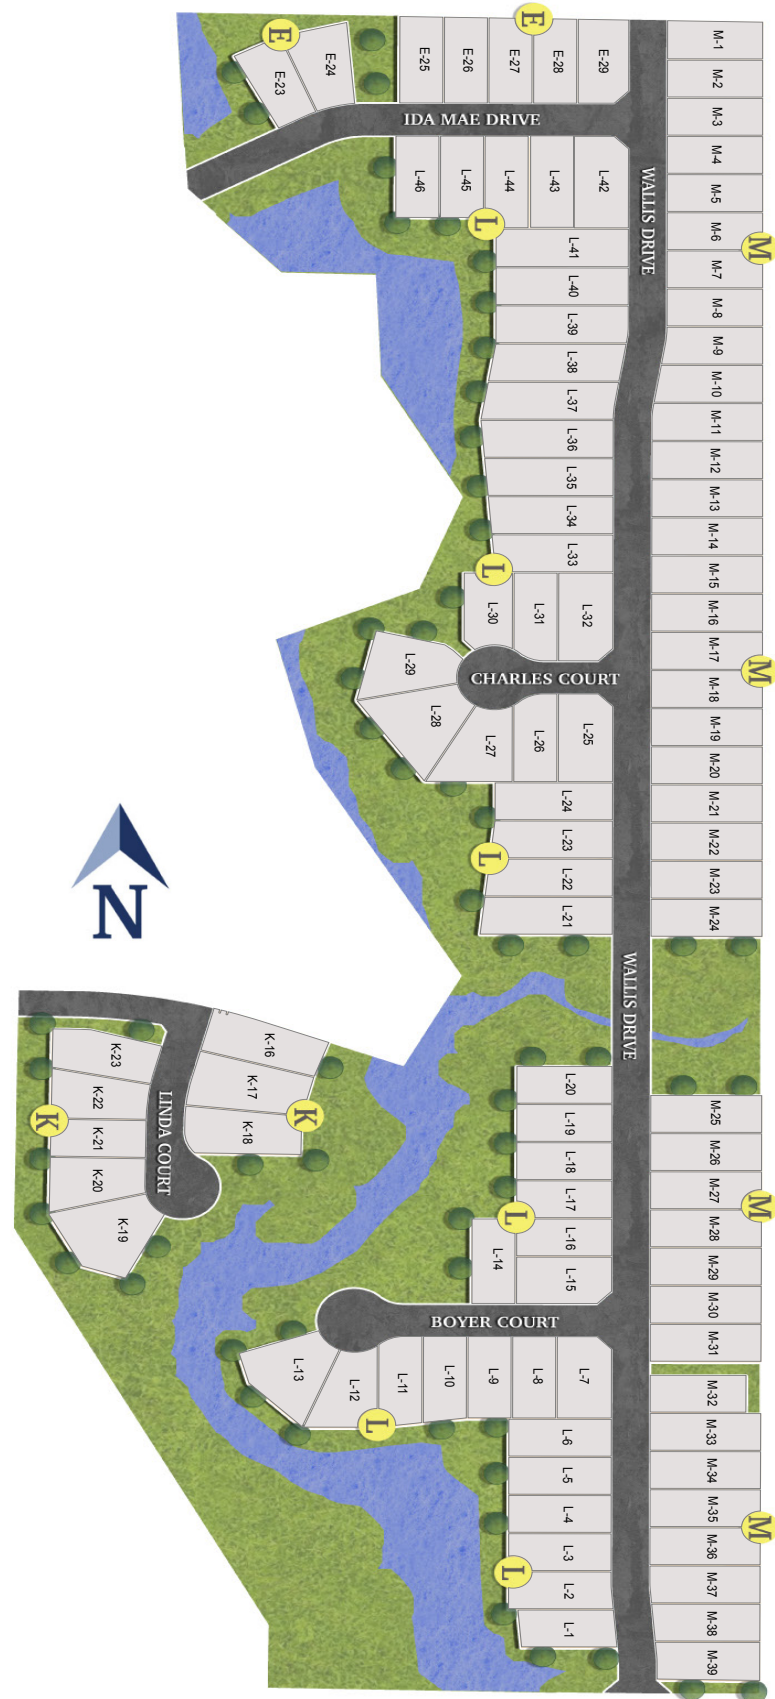 E
E-23
E-24
E-25
E-26
E-27
E
E-28
E-29
IDA MAE DRIVE
L-46
L-45
L-44
L
L-43
L-42
WALLIS DRIVE
L-41
L-40
L-39
L-38
L-37
L-36
L-35
L-34
L-33
L
L-30
L-31
L-32
CHARLES COURT
L-29
L-28
L-27
L-26
L-25
L-24
L-23
L
L-22
L-21
WALLIS DRIVE
L-20
L-19
L-18
L-17
L
L-16
L-14
L-15
BOYER COURT
L-13
L-12
L-11
L
L-10
L-9
L-8
L-7
L-6
L-5
L-4
L-3
L
L-2
L-1
M-1
M-2
M-3
M-4
M-5
M-6
M
M-7
M-8
M-9
M-10
M-11
M-12
M-13
M-14
M-15
M-16
M-17
M
M-18
M-19
M-20
M-21
M-22
M-23
M-24
M-25
M-26
M-27
M
M-28
M-29
M-30
M-31
M-32
M-33
M-34
M-35
M
M-36
M-37
M-38
M-39
N
K-16
K-17
K
K-18
LINDA COURT
K-23
K-22
K
K-21
K-20
K-19